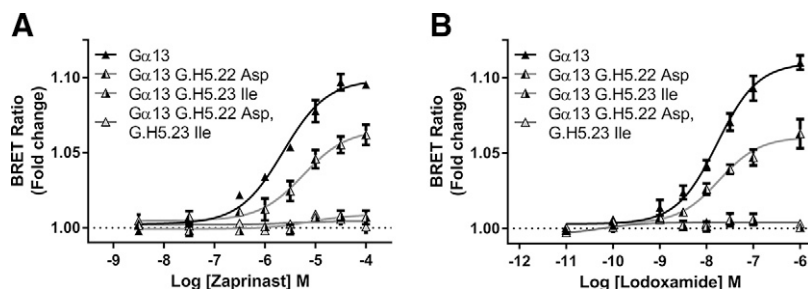 A
BRET Ratio
(Fold change)
1.10
1.05
1.00
Gα13
Gα13 G.H5.22 Asp
Gα13 G.H5.23 Ile
Gα13 G.H5.22 Asp,
G.H5.23 Ile
-9 -8 -7 -6 -5 -4 -3
Log [Zaprinast] M
B
BRET Ratio
(Fold change)
1.10
1.05
1.00
Gα13
Gα13 G.H5.22 Asp
Gα13 G.H5.23 Ile
Gα13 G.H5.22 Asp,
G.H5.23 Ile
-12 -11 -10 -9 -8 -7 -6
Log [Lodoxamide] M